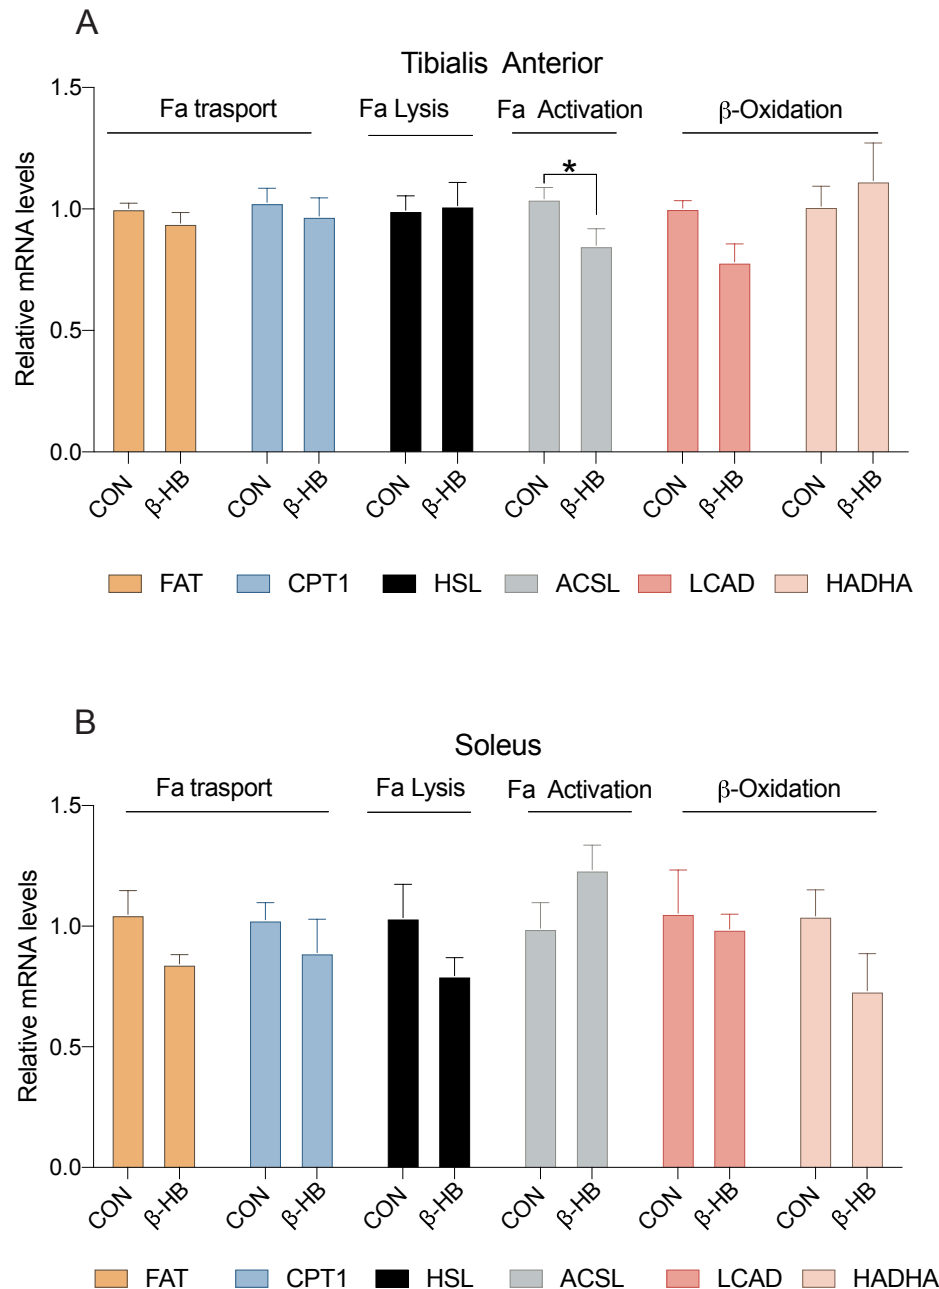 A
Tibialis Anterior
Fa trasport Fa Lysis Fa Activation β-Oxidation
Relative mRNA levels
1.5
1.0
0.5
0.0
*
CON β-HB CON β-HB CON β-HB CON β-HB CON β-HB CON β-HB
FAT CPT1 HSL ACSL LCAD HADHA
B
Soleus
Fa trasport Fa Lysis Fa Activation β-Oxidation
Relative mRNA levels
1.5
1.0
0.5
0.0
CON β-HB CON β-HB CON β-HB CON β-HB CON β-HB CON β-HB
FAT CPT1 HSL ACSL LCAD HADHA